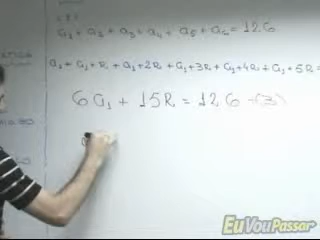 a₁ + a₂ + a₃ + a₄ + a₅ + a₆ = 126
a₁ + a₁ + R + a₁ + 2R + a₁ + 3R + a₁ + 4R + a₁ + 5R =
6a₁ + 15R = 126 ÷(3)
EuVouPassar